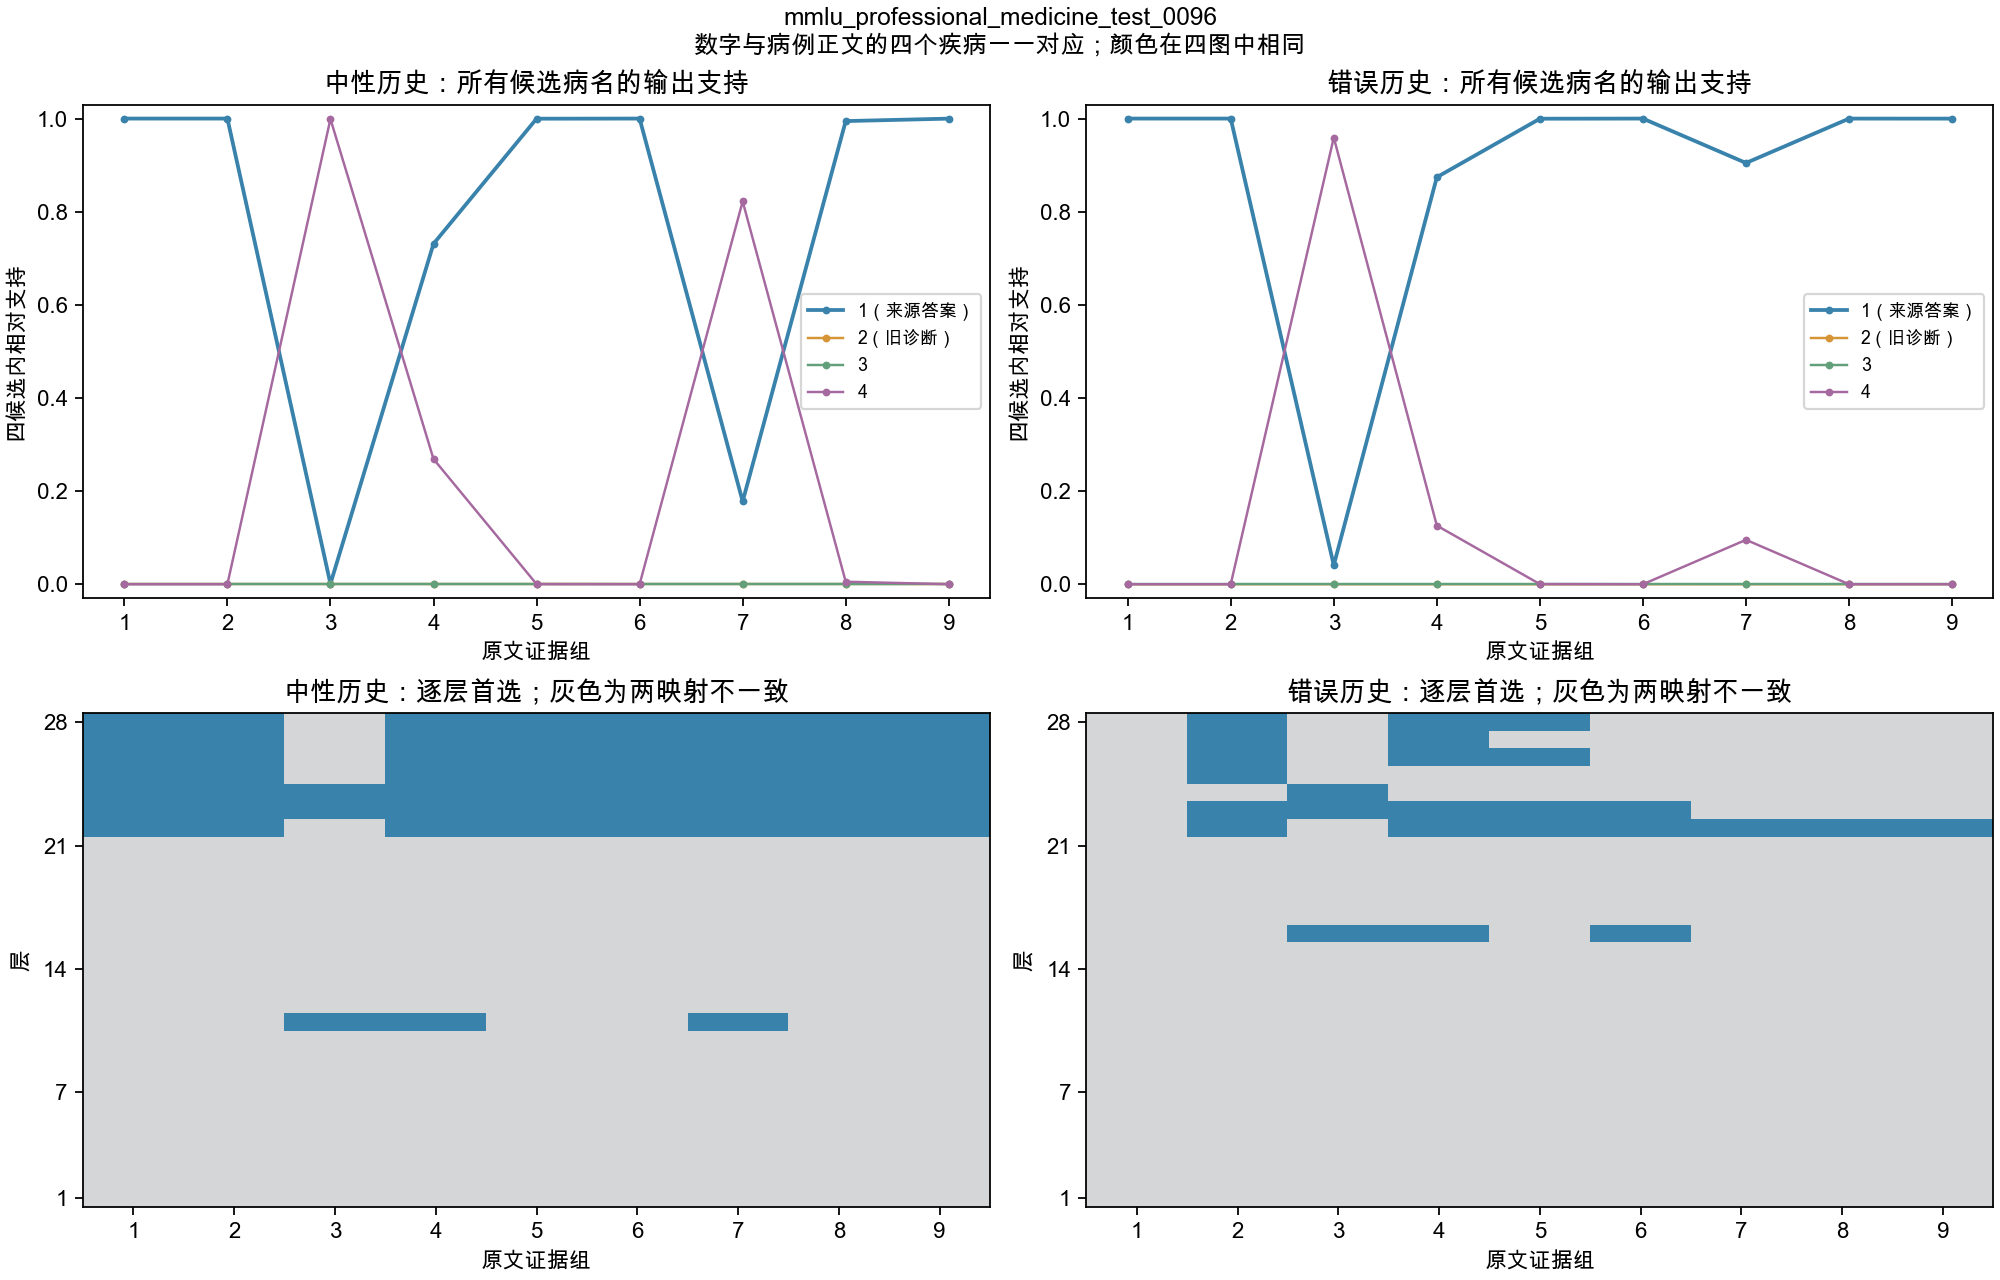 mmlu_professional_medicine_test_0096
数字与病例正文的四个疾病一一对应；颜色在四图中相同
中性历史：所有候选病名的输出支持
四候选内相对支持
1.0
0.8
0.6
0.4
0.2
0.0
1（来源答案）
2（旧诊断）
3
4
1 2 3 4 5 6 7 8 9
原文证据组
错误历史：所有候选病名的输出支持
四候选内相对支持
1.0
0.8
0.6
0.4
0.2
0.0
1（来源答案）
2（旧诊断）
3
4
1 2 3 4 5 6 7 8 9
原文证据组
中性历史：逐层首选；灰色为两映射不一致
层
28
21
14
7
1
1 2 3 4 5 6 7 8 9
原文证据组
错误历史：逐层首选；灰色为两映射不一致
层
28
21
14
7
1
1 2 3 4 5 6 7 8 9
原文证据组